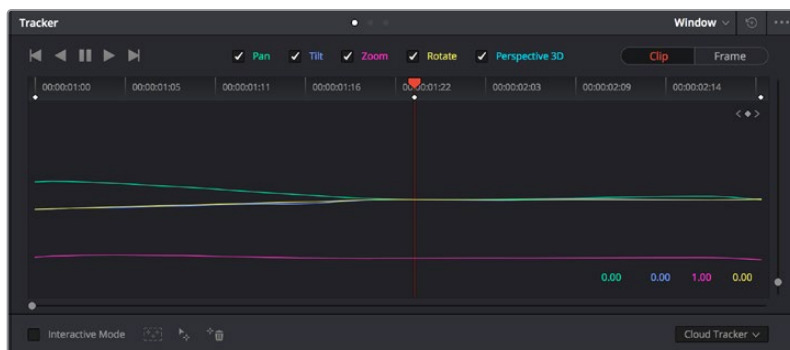 Tracker
Window
Pan Tilt Zoom Rotate Perspective 3D
Clip Frame
00:00:01:00 00:00:01:05 00:00:01:11 00:00:01:16 00:00:01:22 00:00:02:03 00:00:02:09 00:00:02:14
0.00 0.00 1.00 0.00
Interactive Mode
Cloud Tracker